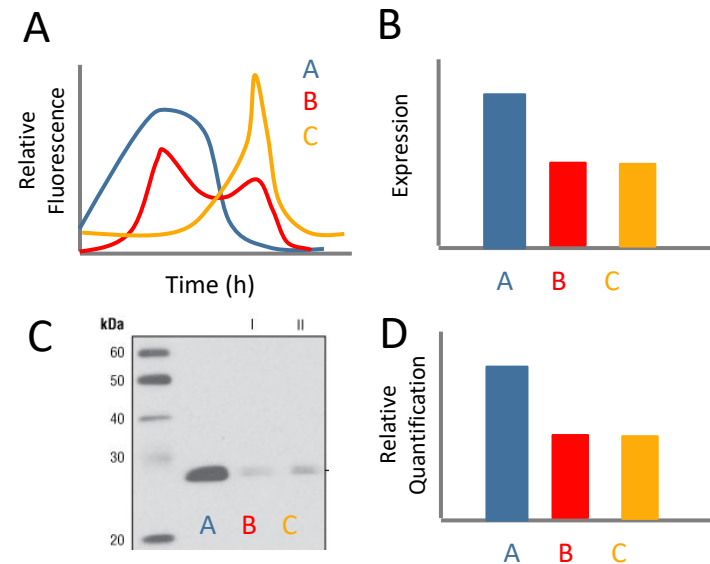 A
Relative
Fluorescence
A
B
C
Time (h)
B
Expression
A B C
C
kDa I II
60
50
40
30
20
A B C
D
Relative
Quantification
A B C